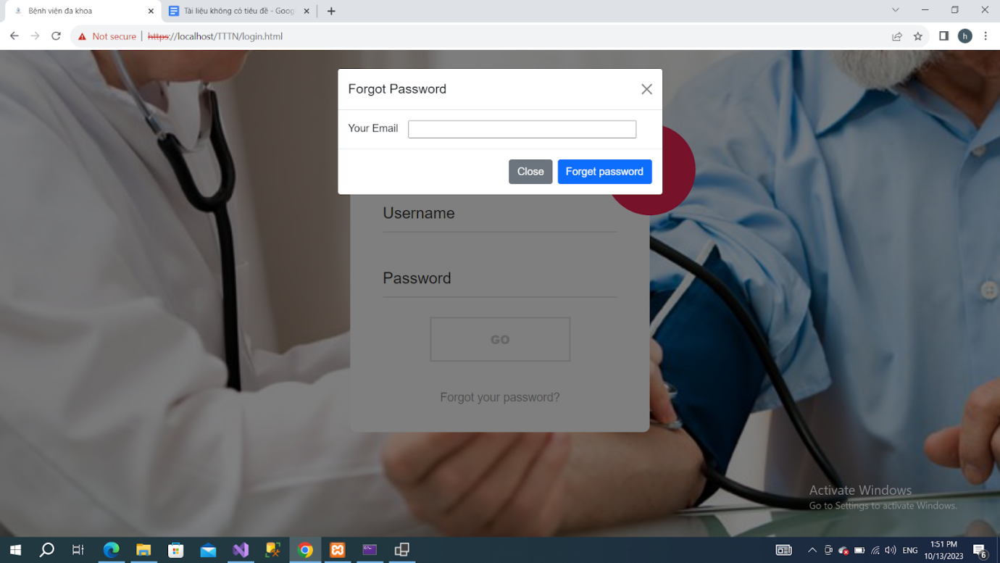 Bệnh viện đa khoa
Tài liệu không có tiêu đề - Goog
Not secure | https://localhost/TTTN/login.html
h
Forgot Password
Your Email
Close
Forget password
Username
Password
GO
Forgot your password?
Activate Windows
Go to Settings to activate Windows.
ENG
1:51 PM
10/13/2023
6